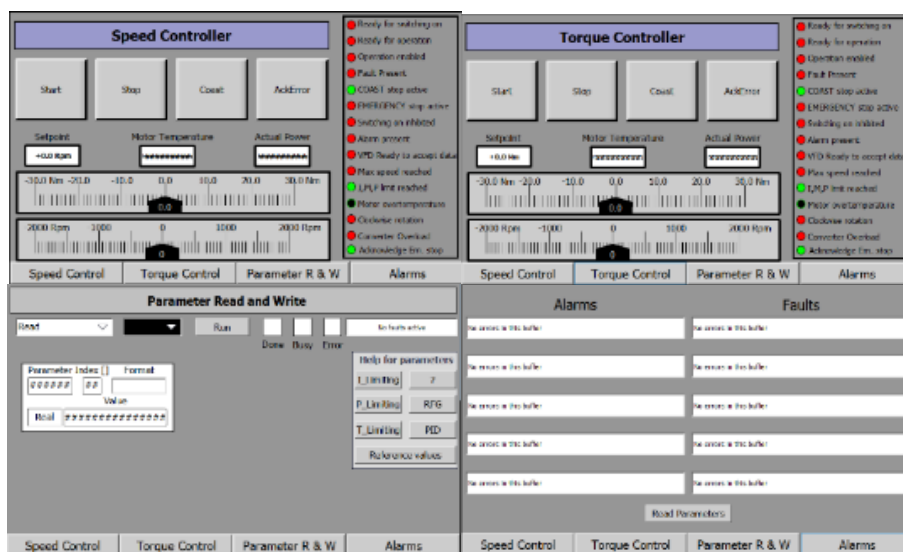 Speed Controller
Start
Stop
Coast
AckError
Setpoint
Motor Temperature
Actual Power
+0.0 Rpm
##########
##########
-30.0 Nm -20.0 -10.0 0.0 10.0 20.0 30.0 Nm
0.0
-2000 Rpm -1000 0 1000 2000 Rpm
0
Ready for switching on
Ready for operation
Operation enabled
Fault Present
COAST stop active
EMERGENCY stop active
Switching on inhibited
Alarm present
VFD Ready to accept data
Max speed reached
I,M,P limit reached
Motor overtemperature
Clockwise rotation
Converter Overload
Acknowledge Em. stop
Speed Control
Torque Control
Parameter R & W
Alarms
Torque Controller
Start
Stop
Coast
AckError
Setpoint
Motor Temperature
Actual Power
+0.0 Nm
##########
##########
-30.0 Nm -20.0 -10.0 0.0 10.0 20.0 30.0 Nm
0.0
-2000 Rpm -1000 0 1000 2000 Rpm
0
Ready for switching on
Ready for operation
Operation enabled
Fault Present
COAST stop active
EMERGENCY stop active
Switching on inhibited
Alarm present
VFD Ready to accept data
Max speed reached
I,M,P limit reached
Motor overtemperature
Clockwise rotation
Converter Overload
Acknowledge Em. stop
Speed Control
Torque Control
Parameter R & W
Alarms
Parameter Read and Write
Read
Run
Done
Busy
Error
No faults active
Parameter Index [] Format
###### ##
Value
Real ###############
Help for parameters
I_Limiting
?
P_Limiting
RFG
T_Limiting
PID
Reference values
Speed Control
Torque Control
Parameter R & W
Alarms
Alarms
Faults
No errors in this buffer
No errors in this buffer
No errors in this buffer
No errors in this buffer
No errors in this buffer
No errors in this buffer
No errors in this buffer
No errors in this buffer
No errors in this buffer
No errors in this buffer
Read Parameters
Speed Control
Torque Control
Parameter R & W
Alarms